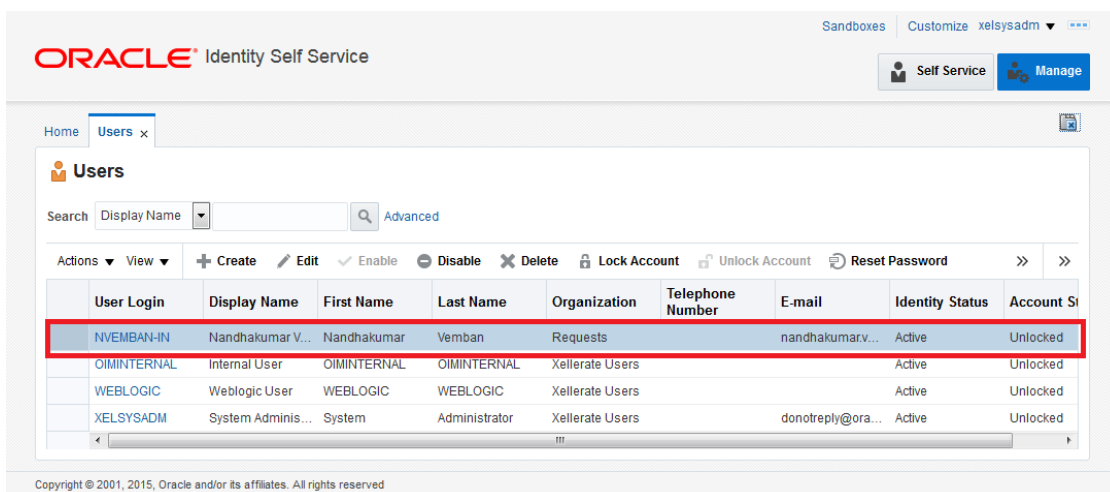 Sandboxes Customize xelsysadm
ORACLE Identity Self Service
Self Service Manage
Home Users x
Users
Search Display Name Advanced
Actions View Create Edit Enable Disable Delete Lock Account Unlock Account Reset Password » »
User Login Display Name First Name Last Name Organization Telephone Number E-mail Identity Status Account St
NVEMBAN-IN Nandhakumar V... Nandhakumar Vemban Requests nandhakumar.v... Active Unlocked
OIMINTERNAL Internal User OIMINTERNAL OIMINTERNAL Xellerate Users Active Unlocked
WEBLOGIC Weblogic User WEBLOGIC WEBLOGIC Xellerate Users Active Unlocked
XELSYSADM System Adminis... System Administrator Xellerate Users donotreply@ora... Active Unlocked
Copyright © 2001, 2015, Oracle and/or its affiliates. All rights reserved